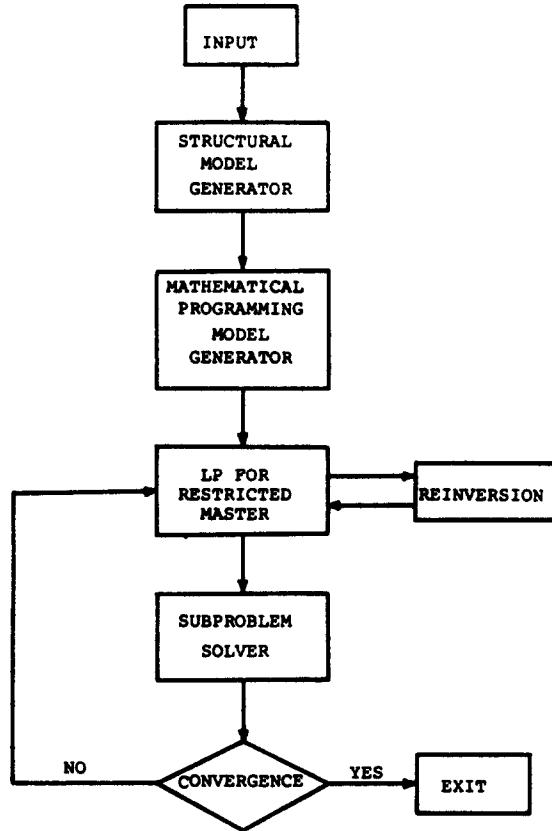 INPUT
STRUCTURAL
MODEL
GENERATOR
MATHEMATICAL
PROGRAMMING
MODEL
GENERATOR
LP FOR
RESTRICTED
MASTER
REINVERSION
SUBPROBLEM
SOLVER
CONVERGENCE
NO
YES
EXIT